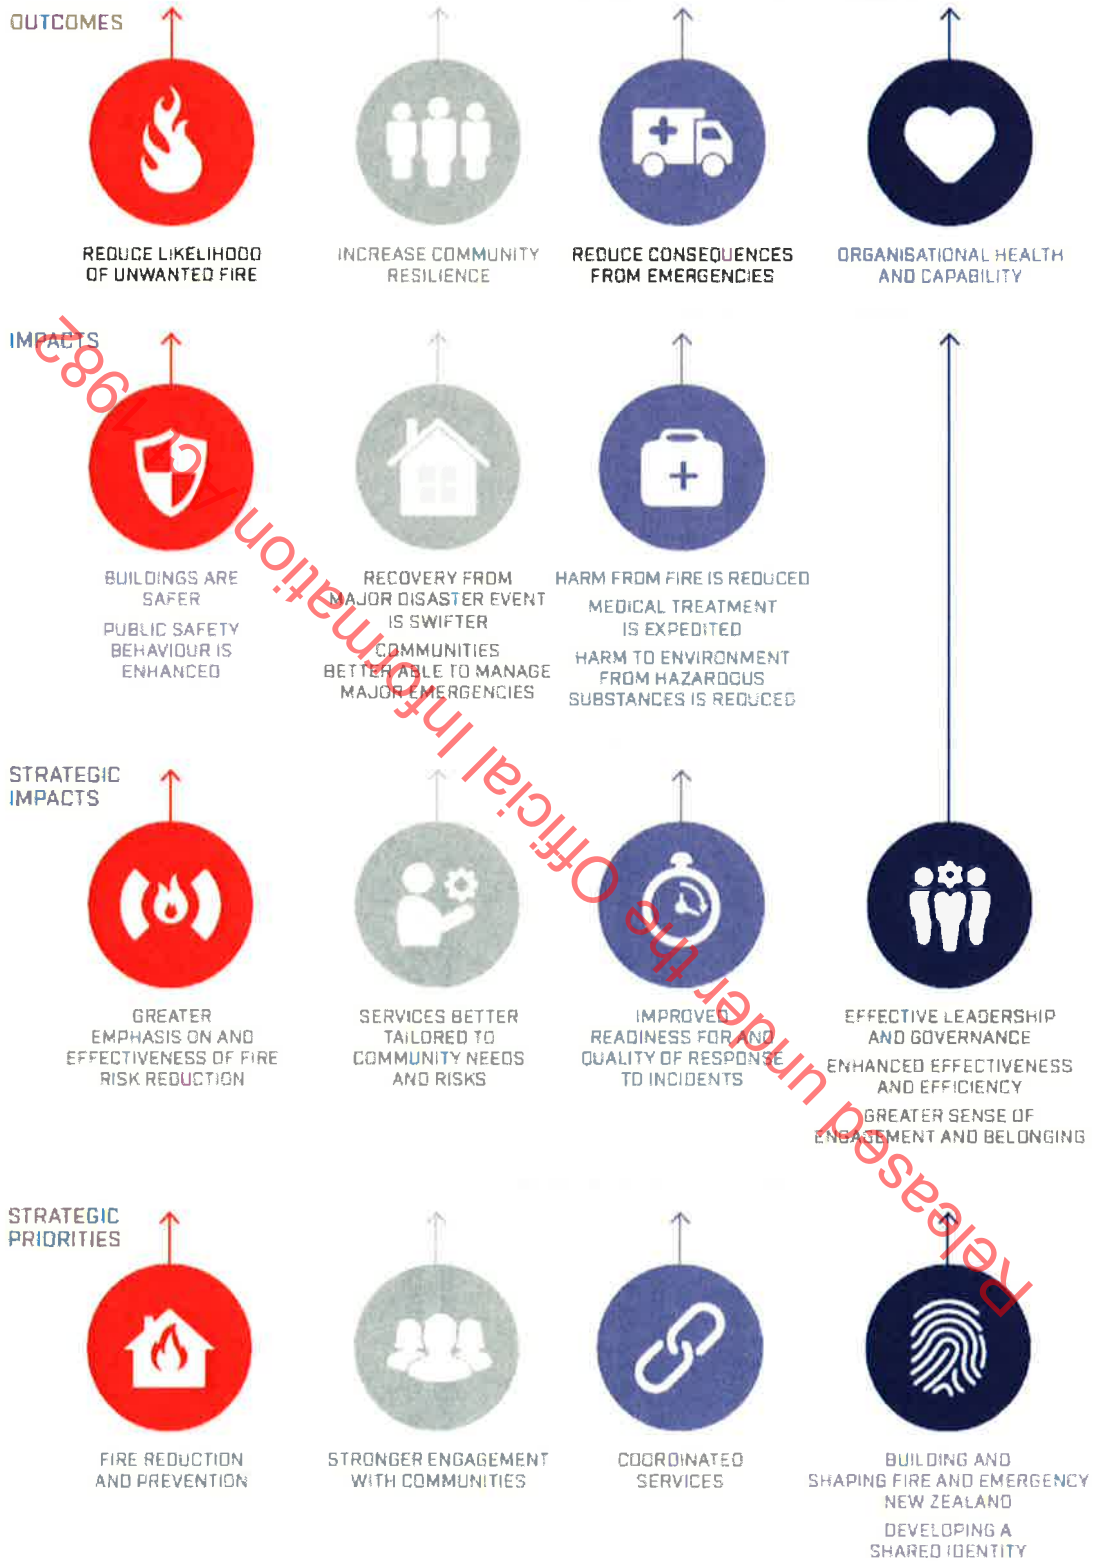 OUTCOMES
REDUCE LIKELIHOOD
OF UNWANTED FIRE
INCREASE COMMUNITY
RESILIENCE
REDUCE CONSEQUENCES
FROM EMERGENCIES
ORGANISATIONAL HEALTH
AND CAPABILITY
IMPACTS
BUILDINGS ARE
SAFER
PUBLIC SAFETY
BEHAVIOUR IS
ENHANCED
RECOVERY FROM
MAJOR DISASTER EVENT
IS SWIFTER
COMMUNITIES
BETTER ABLE TO MANAGE
MAJOR EMERGENCIES
HARM FROM FIRE IS REDUCED
MEDICAL TREATMENT
IS EXPEDITED
HARM TO ENVIRONMENT
FROM HAZARDOUS
SUBSTANCES IS REDUCED
STRATEGIC
IMPACTS
GREATER
EMPHASIS ON AND
EFFECTIVENESS OF FIRE
RISK REDUCTION
SERVICES BETTER
TAILORED TO
COMMUNITY NEEDS
AND RISKS
IMPROVED
READINESS FOR AND
QUALITY OF RESPONSE
TO INCIDENTS
EFFECTIVE LEADERSHIP
AND GOVERNANCE
ENHANCED EFFECTIVENESS
AND EFFICIENCY
GREATER SENSE OF
ENGAGEMENT AND BELONGING
STRATEGIC
PRIORITIES
FIRE REDUCTION
AND PREVENTION
STRONGER ENGAGEMENT
WITH COMMUNITIES
COORDINATED
SERVICES
BUILDING AND
SHAPING FIRE AND EMERGENCY
NEW ZEALAND
DEVELOPING A
SHARED IDENTITY
Released under the Official Information Act 1982